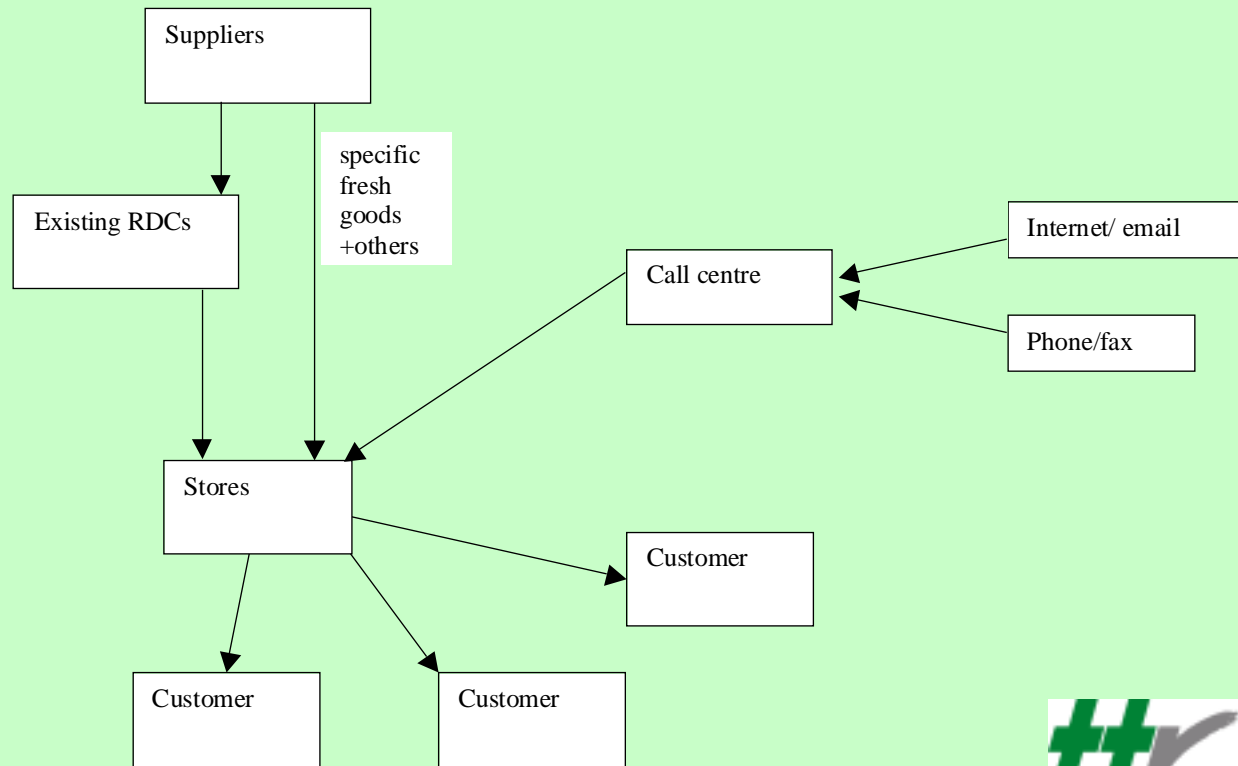 Suppliers
specific
fresh
goods
+others
Existing RDCs
Internet/ email
Call centre
Phone/fax
Stores
Customer
Customer
Customer